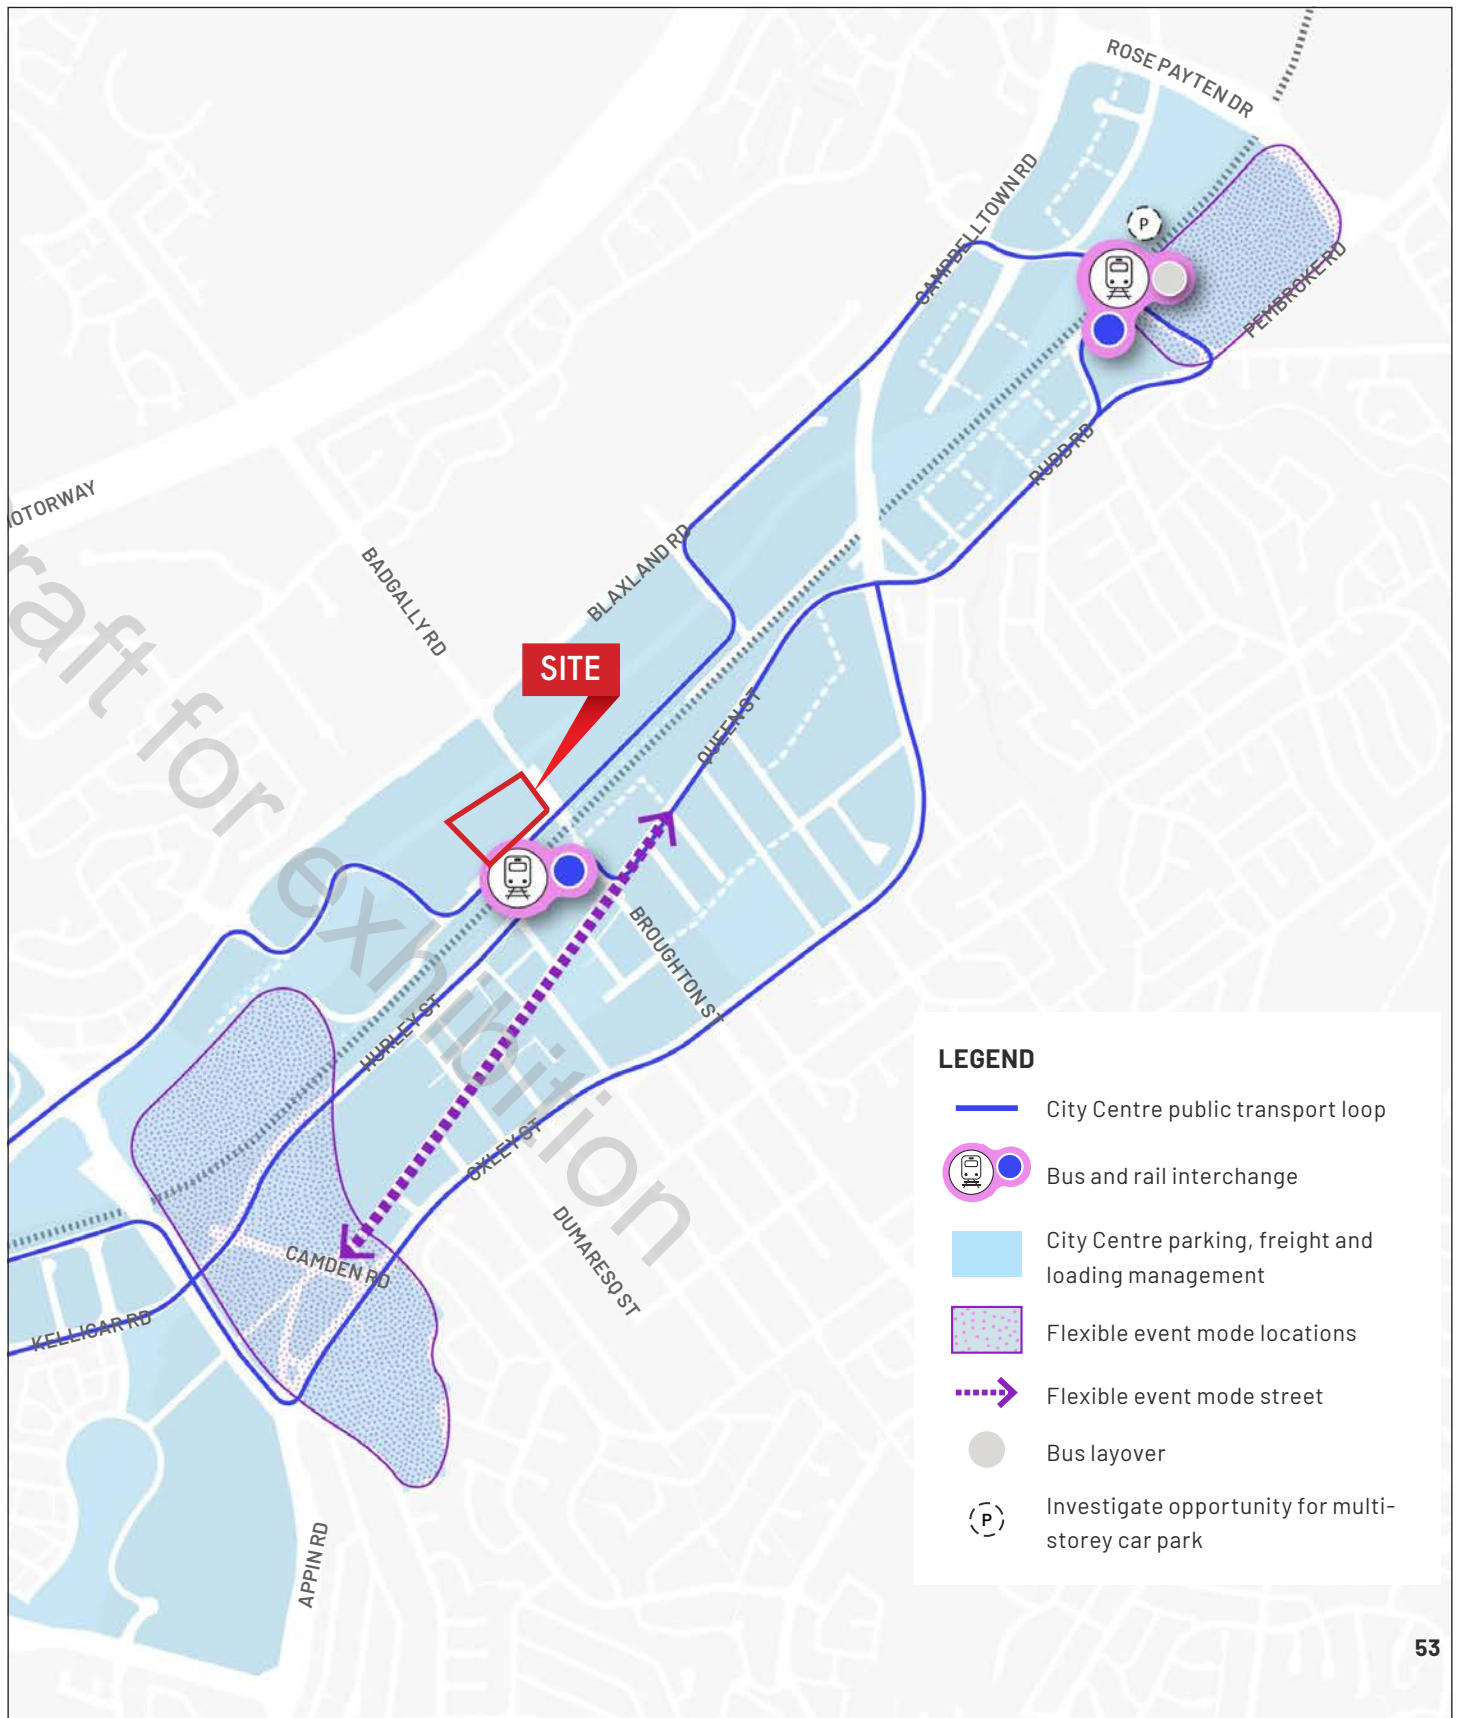 ROSE PAYTEN DR
CAMPBELLTOWN RD
P
PEMBROKE RD
RUDD RD
OTORWAY
BADGALLY RD
BLAXLAND RD
SITE
QUEEN ST
raft for exhibition
BROUGHTON ST
HURLEY ST
OXLEY ST
DUMARESQ ST
CAMDEN RD
KELLICAR RD
APPIN RD
LEGEND
City Centre public transport loop
Bus and rail interchange
City Centre parking, freight and
loading management
Flexible event mode locations
Flexible event mode street
Bus layover
P
Investigate opportunity for multi-
storey car park
53